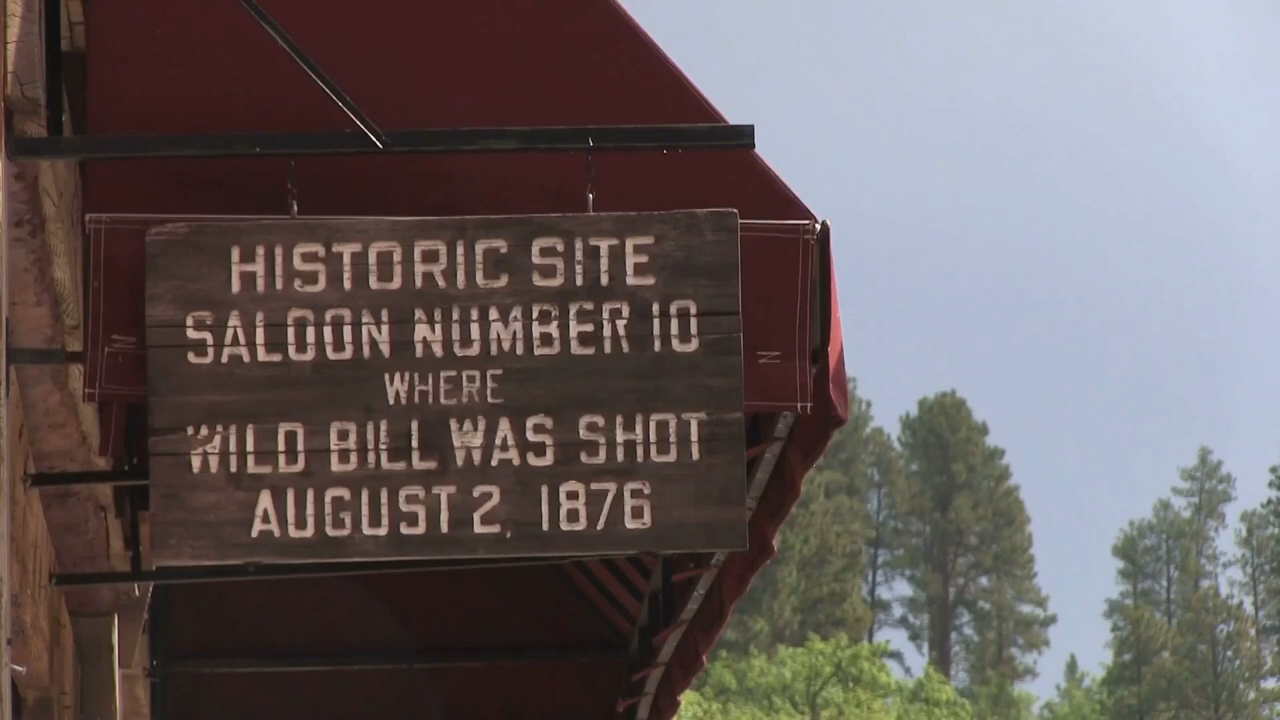 HISTORIC SITE
SALOON NUMBER 10
WHERE
WILD BILL WAS SHOT
AUGUST 2, 1876